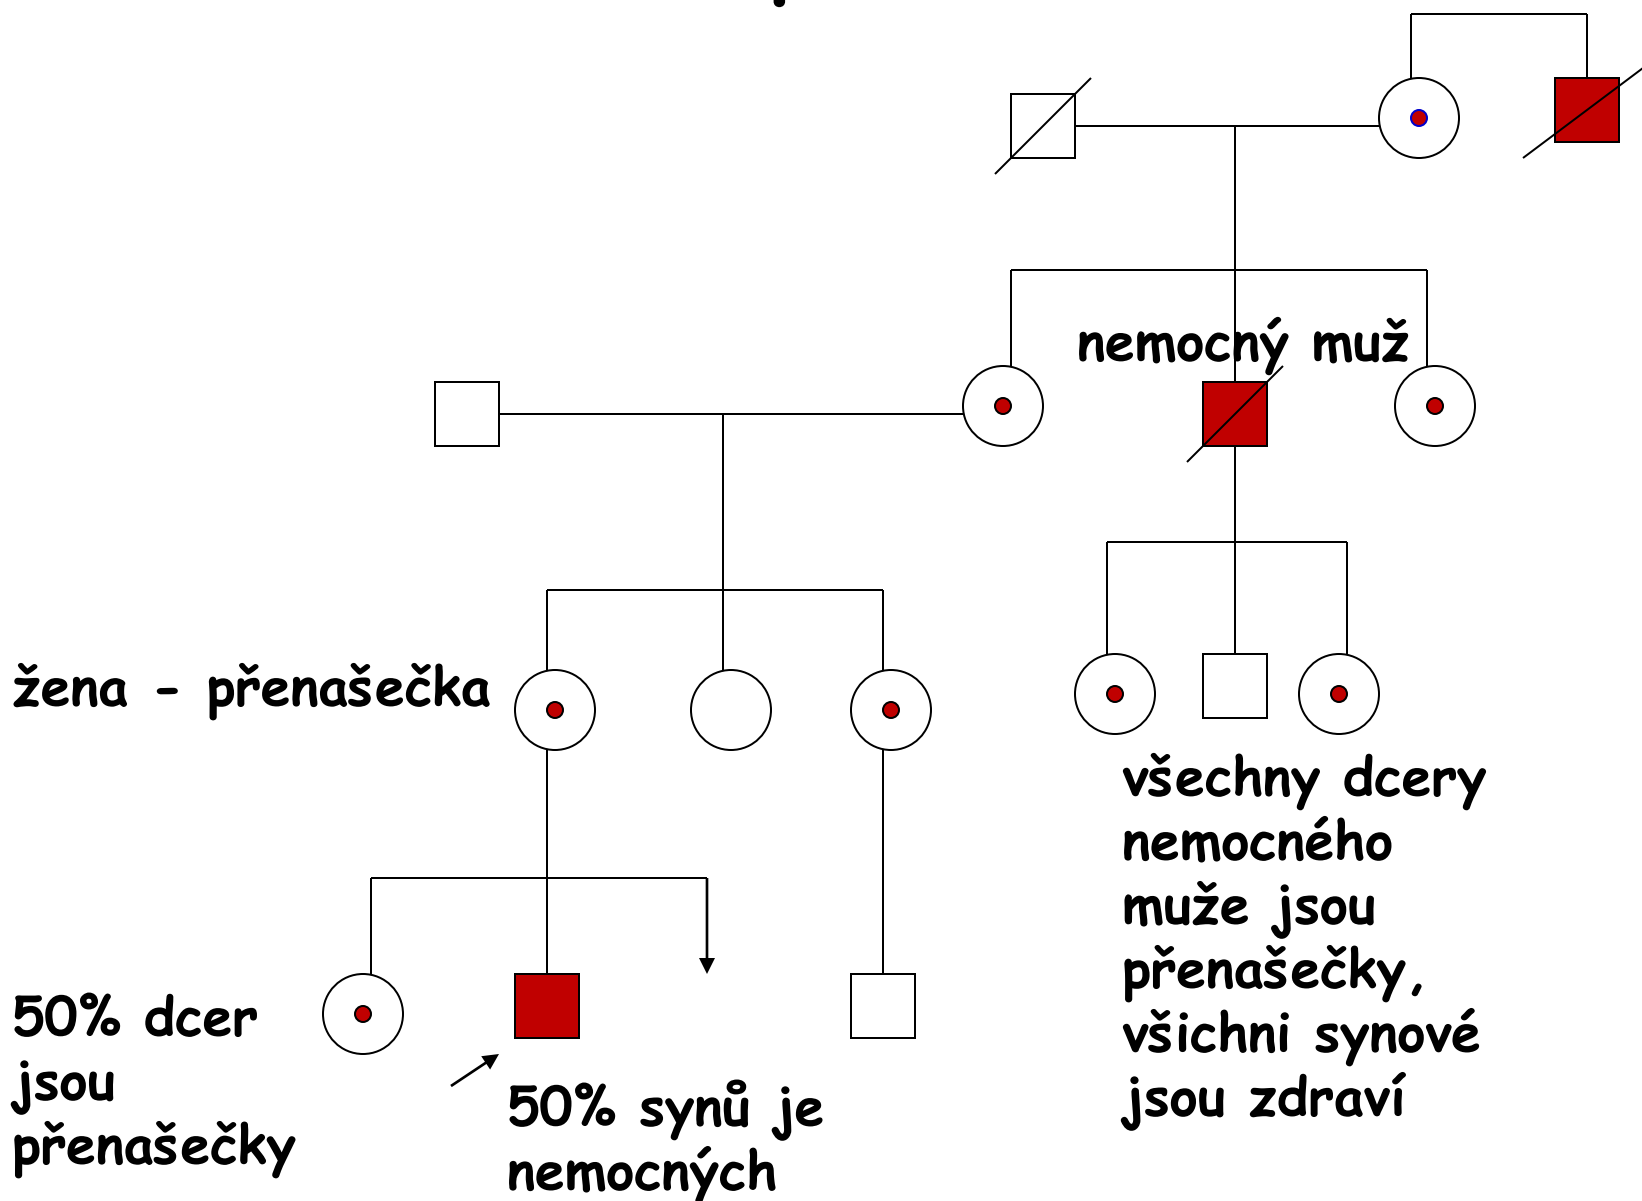 nemocný muž
žena - přenašečka
všechny dcery
nemocného
muže jsou
přenašečky,
všichni synové
jsou zdraví
50% dcer
jsou
přenašečky
50% synů je
nemocných